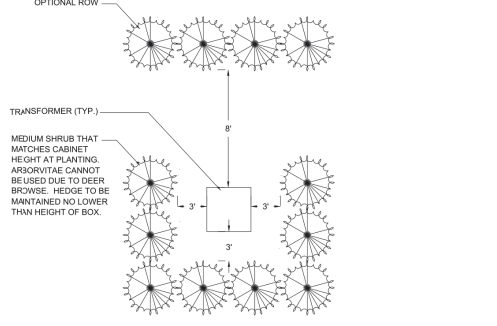 OPTIONAL ROW
TRANSFORMER (TYP.)
8'
MEDIUM SHRUB THAT
MATCHES CABINET
HEIGHT AT PLANTING.
ARBORVITAE CANNOT
BE USED DUE TO DEER
BROWSE. HEDGE TO BE
MAINTAINED NO LOWER
THAN HEIGHT OF BOX.
3'
3'
3'